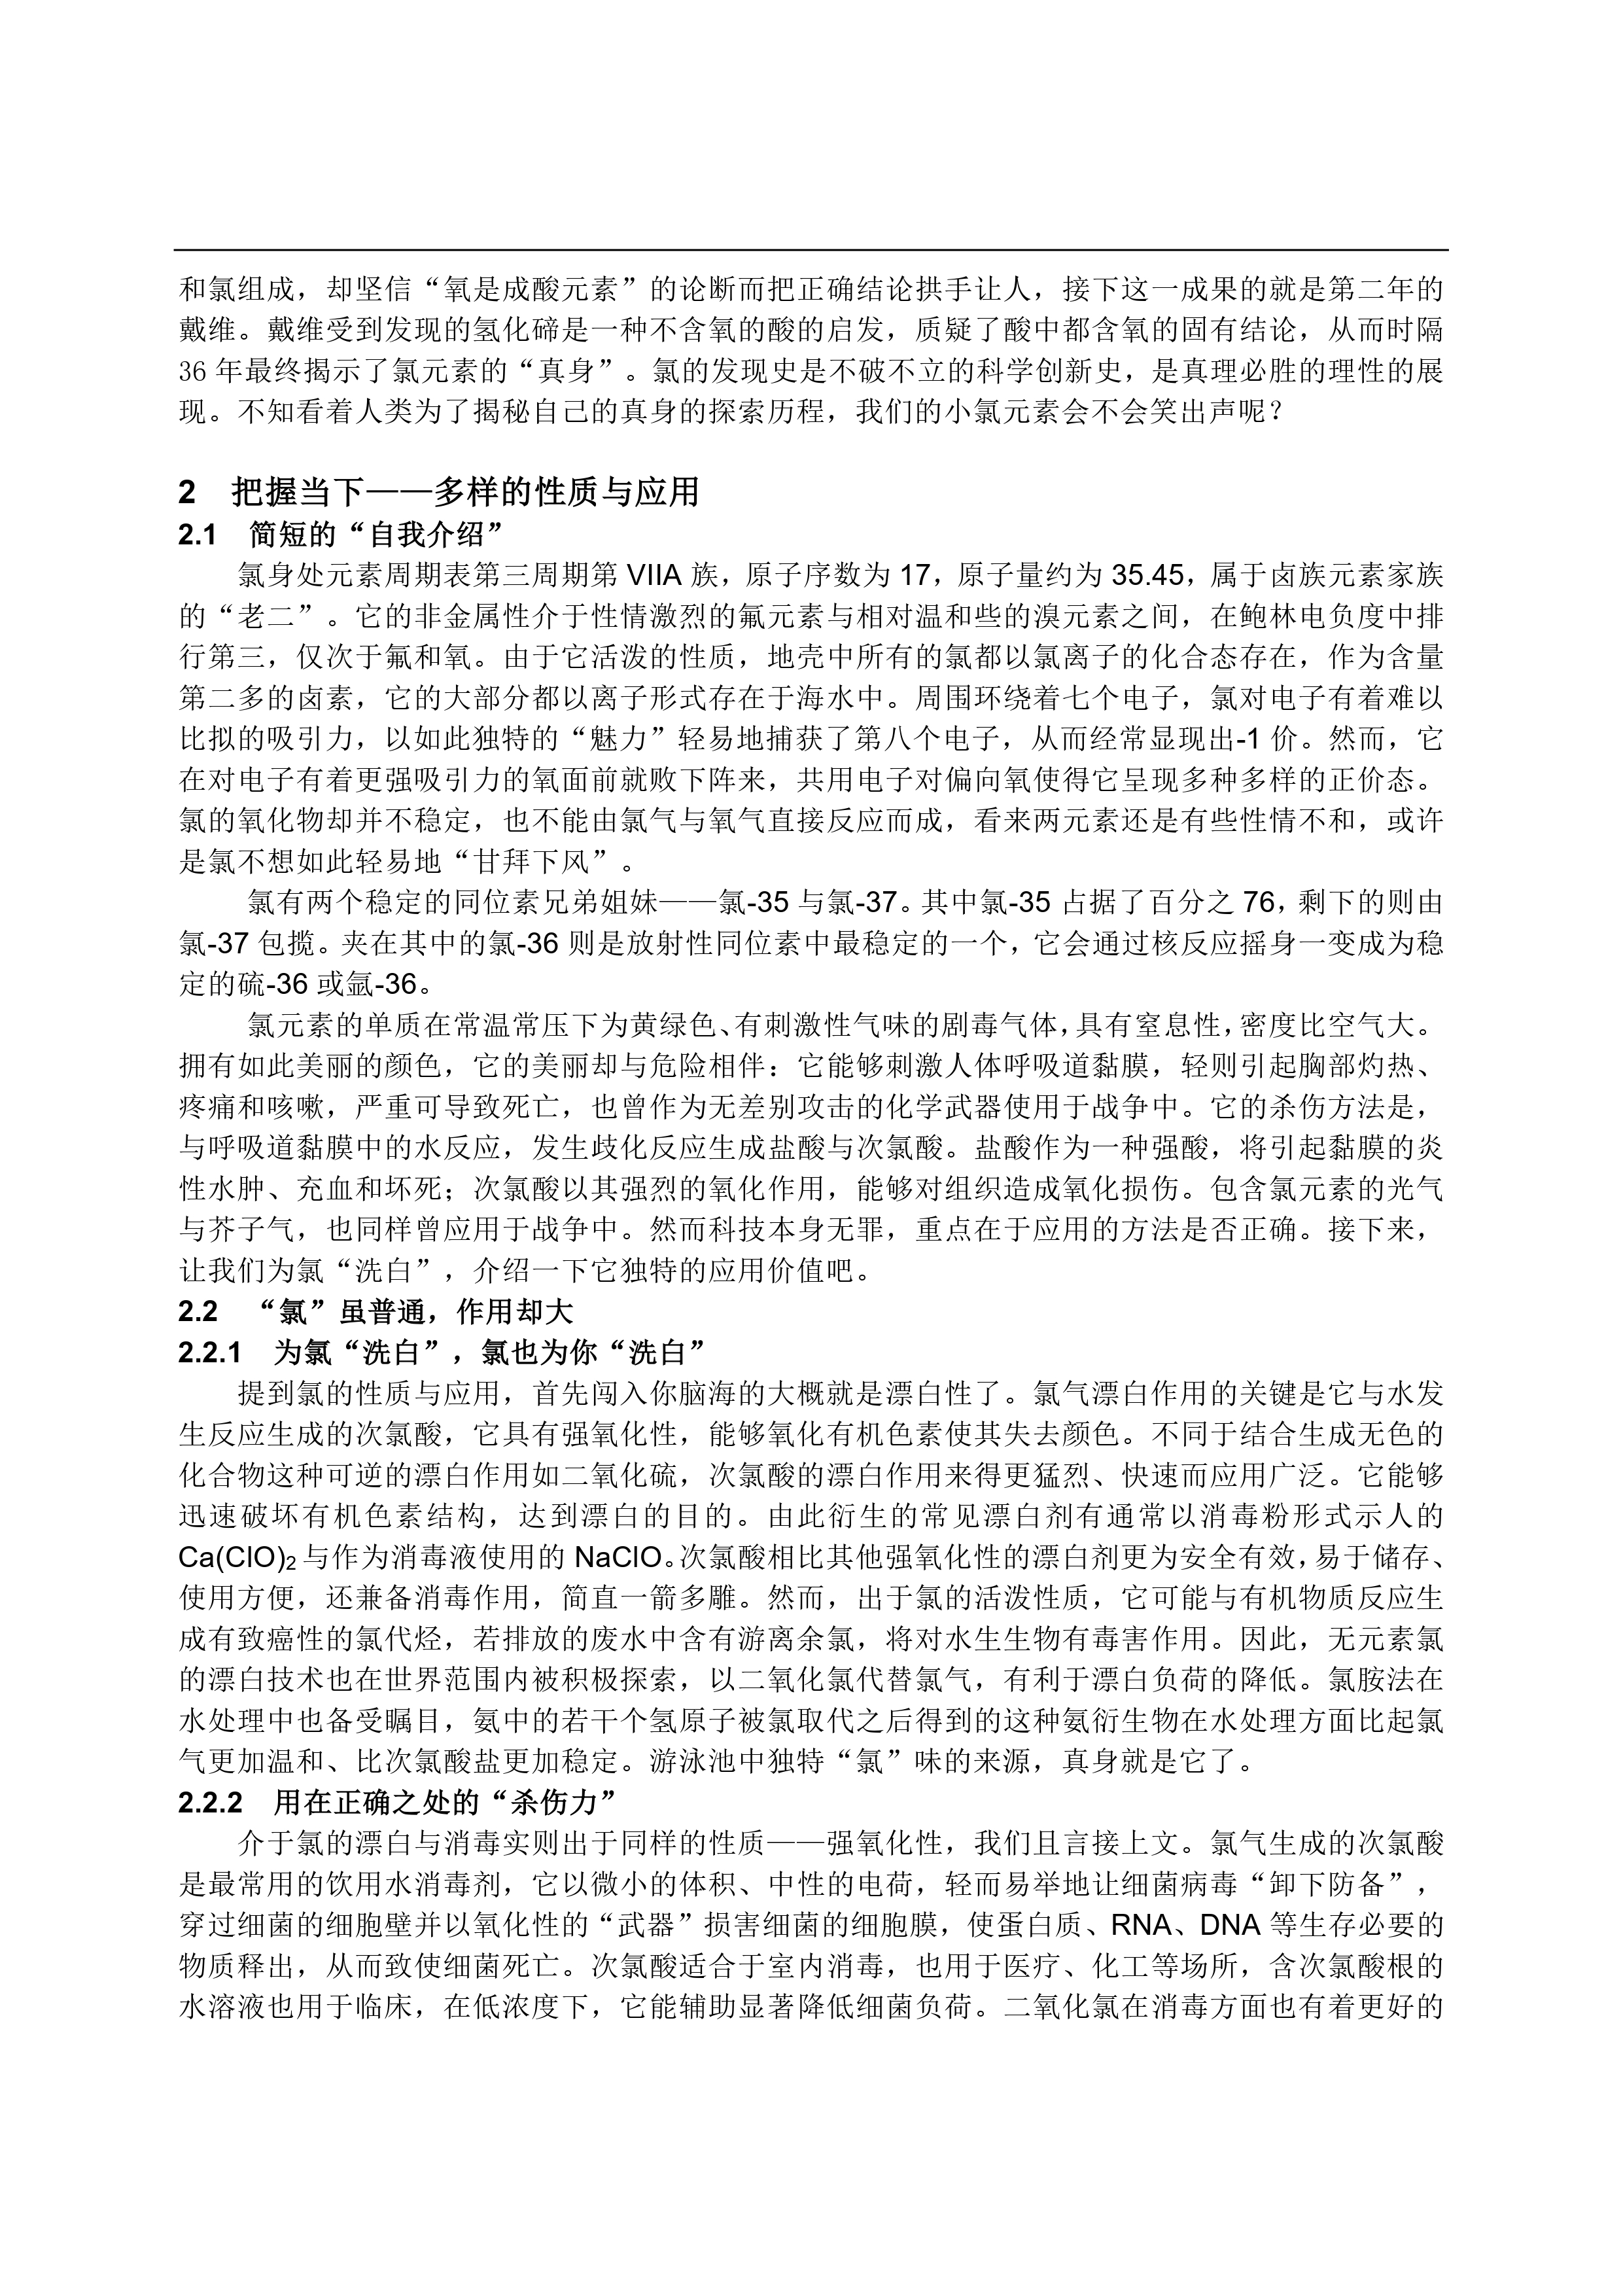 和氯组成，却坚信“氧是成酸元素”的论断而把正确结论拱手让人，接下这一成果的就是第二年的
戴维。戴维受到发现的氢化碲是一种不含氧的酸的启发，质疑了酸中都含氧的固有结论，从而时隔
36 年最终揭示了氯元素的“真身”。氯的发现史是不破不立的科学创新史，是真理必胜的理性的展
现。不知看着人类为了揭秘自己的真身的探索历程，我们的小氯元素会不会笑出声呢？
2 把握当下——多样的性质与应用
2.1 简短的“自我介绍”
氯身处元素周期表第三周期第 VIIA 族，原子序数为 17，原子量约为 35.45，属于卤族元素家族
的“老二”。它的非金属性介于性情激烈的氟元素与相对温和些的溴元素之间，在鲍林电负度中排
行第三，仅次于氟和氧。由于它活泼的性质，地壳中所有的氯都以氯离子的化合态存在，作为含量
第二多的卤素，它的大部分都以离子形式存在于海水中。周围环绕着七个电子，氯对电子有着难以
比拟的吸引力，以如此独特的“魅力”轻易地捕获了第八个电子，从而经常显现出-1 价。然而，它
在对电子有着更强吸引力的氧面前就败下阵来，共用电子对偏向氧使得它呈现多种多样的正价态。
氯的氧化物却并不稳定，也不能由氯气与氧气直接反应而成，看来两元素还是有些性情不和，或许
是氯不想如此轻易地“甘拜下风”。
氯有两个稳定的同位素兄弟姐妹——氯-35 与氯-37。其中氯-35 占据了百分之 76，剩下的则由
氯-37 包揽。夹在其中的氯-36 则是放射性同位素中最稳定的一个，它会通过核反应摇身一变成为稳
定的硫-36 或氩-36。
氯元素的单质在常温常压下为黄绿色、有刺激性气味的剧毒气体，具有窒息性，密度比空气大。
拥有如此美丽的颜色，它的美丽却与危险相伴：它能够刺激人体呼吸道黏膜，轻则引起胸部灼热、
疼痛和咳嗽，严重可导致死亡，也曾作为无差别攻击的化学武器使用于战争中。它的杀伤方法是，
与呼吸道黏膜中的水反应，发生歧化反应生成盐酸与次氯酸。盐酸作为一种强酸，将引起黏膜的炎
性水肿、充血和坏死；次氯酸以其强烈的氧化作用，能够对组织造成氧化损伤。包含氯元素的光气
与芥子气，也同样曾应用于战争中。然而科技本身无罪，重点在于应用的方法是否正确。接下来，
让我们为氯“洗白”，介绍一下它独特的应用价值吧。
2.2 “氯”虽普通，作用却大
2.2.1 为氯“洗白”，氯也为你“洗白”
提到氯的性质与应用，首先闯入你脑海的大概就是漂白性了。氯气漂白作用的关键是它与水发
生反应生成的次氯酸，它具有强氧化性，能够氧化有机色素使其失去颜色。不同于结合生成无色的
化合物这种可逆的漂白作用如二氧化硫，次氯酸的漂白作用来得更猛烈、快速而应用广泛。它能够
迅速破坏有机色素结构，达到漂白的目的。由此衍生的常见漂白剂有通常以消毒粉形式示人的
Ca(ClO)₂ 与作为消毒液使用的 NaClO。次氯酸相比其他强氧化性的漂白剂更为安全有效，易于储存、
使用方便，还兼备消毒作用，简直一箭多雕。然而，出于氯的活泼性质，它可能与有机物质反应生
成有致癌性的氯代烃，若排放的废水中含有游离余氯，将对水生生物有毒害作用。因此，无元素氯
的漂白技术也在世界范围内被积极探索，以二氧化氯代替氯气，有利于漂白负荷的降低。氯胺法在
水处理中也备受瞩目，氨中的若干个氢原子被氯取代之后得到的这种氨衍生物在水处理方面比起氯
气更加温和、比次氯酸盐更加稳定。游泳池中独特“氯”味的来源，真身就是它了。
2.2.2 用在正确之处的“杀伤力”
介于氯的漂白与消毒实则出于同样的性质——强氧化性，我们且言接上文。氯气生成的次氯酸
是最常用的饮用水消毒剂，它以微小的体积、中性的电荷，轻而易举地让细菌病毒“卸下防备”，
穿过细菌的细胞壁并以氧化性的“武器”损害细菌的细胞膜，使蛋白质、RNA、DNA 等生存必要的
物质释出，从而致使细菌死亡。次氯酸适合于室内消毒，也用于医疗、化工等场所，含次氯酸根的
水溶液也用于临床，在低浓度下，它能辅助显著降低细菌负荷。二氧化氯在消毒方面也有着更好的